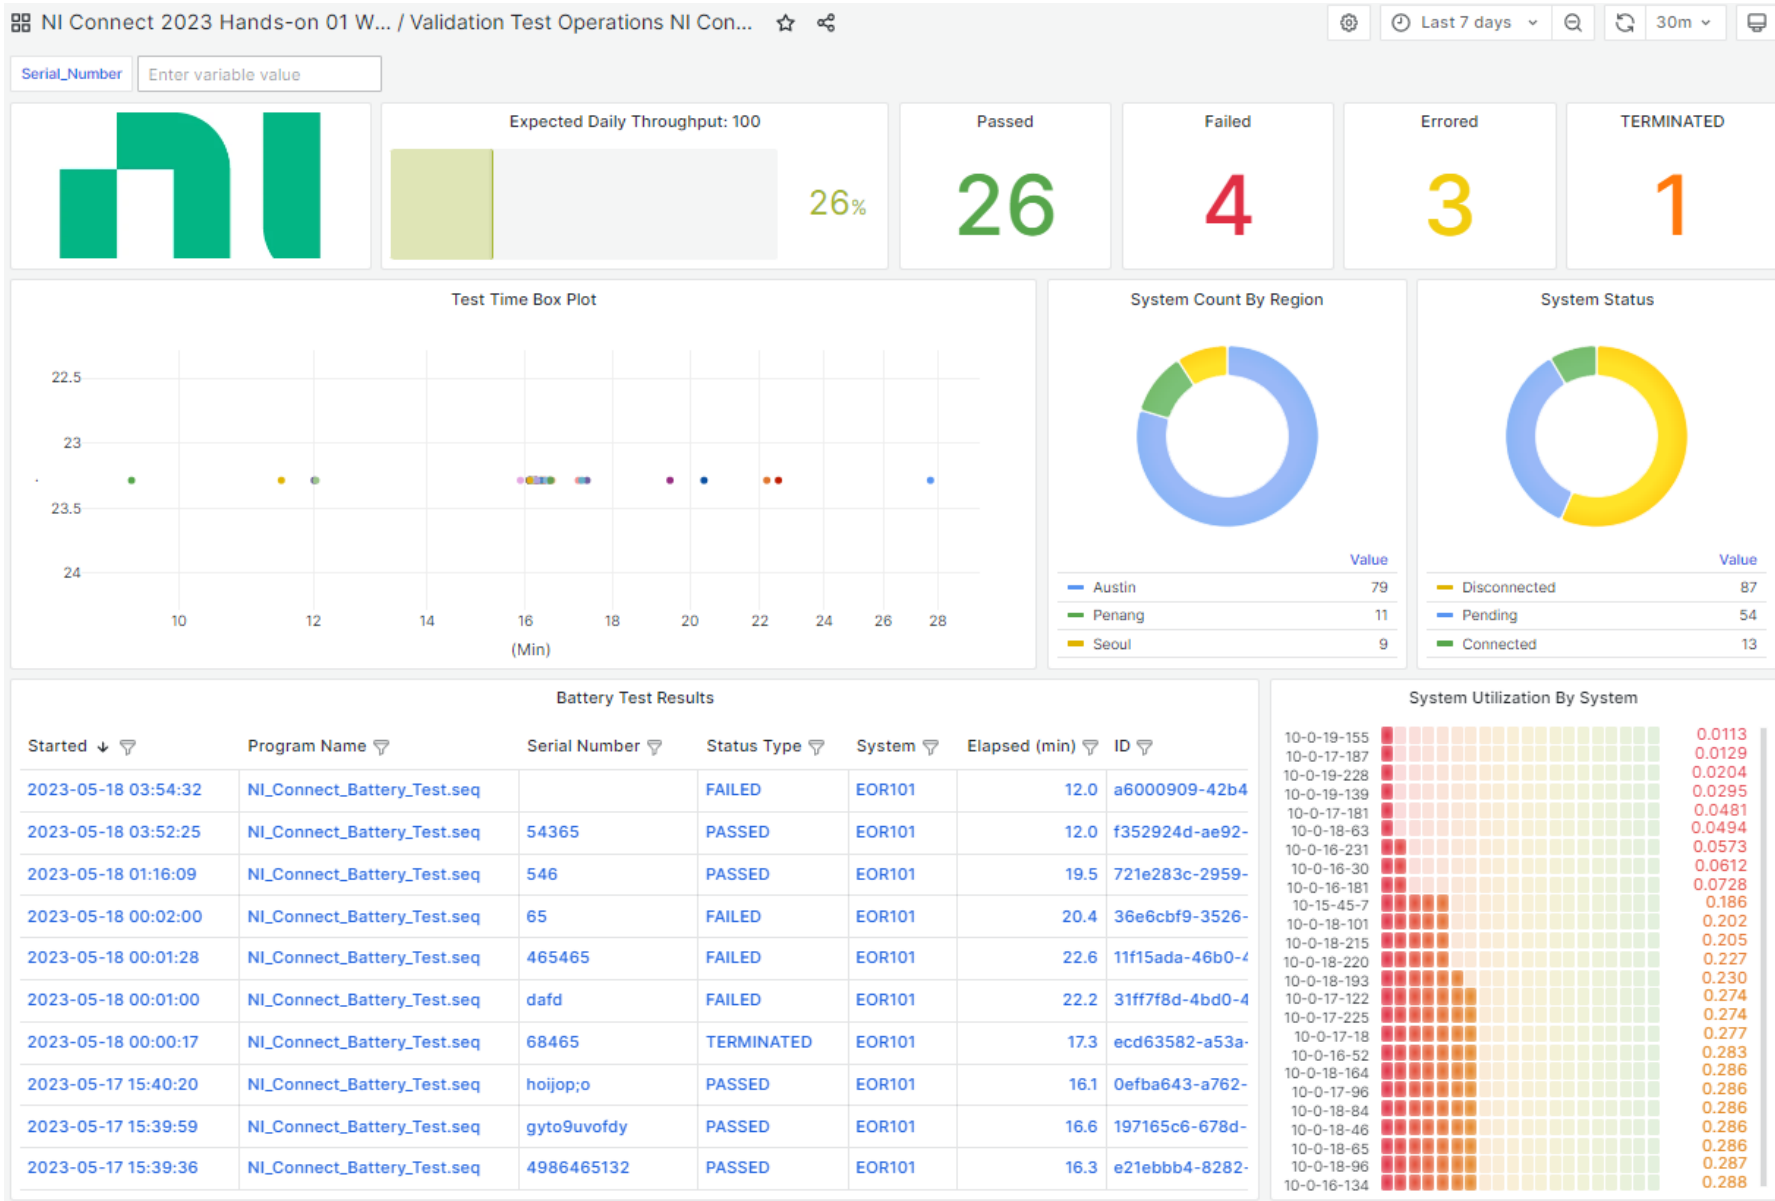 NI Connect 2023 Hands-on 01 W... / Validation Test Operations NI Con...
Last 7 days
30m
Serial_Number
Enter variable value
Expected Daily Throughput: 100
26%
Passed
26
Failed
4
Errored
3
TERMINATED
1
Test Time Box Plot
22.5
23
23.5
24
10 12 14 16 18 20 22 24 26 28
(Min)
System Count By Region
Value
Austin 79
Penang 11
Seoul 9
System Status
Value
Disconnected 87
Pending 54
Connected 13
Battery Test Results
Started Program Name Serial Number Status Type System Elapsed (min) ID
2023-05-18 03:54:32 NI_Connect_Battery_Test.seq FAILED EOR101 12.0 a6000909-42b4
2023-05-18 03:52:25 NI_Connect_Battery_Test.seq 54365 PASSED EOR101 12.0 f352924d-ae92-
2023-05-18 01:16:09 NI_Connect_Battery_Test.seq 546 PASSED EOR101 19.5 721e283c-2959-
2023-05-18 00:02:00 NI_Connect_Battery_Test.seq 65 FAILED EOR101 20.4 36e6cbf9-3526-
2023-05-18 00:01:28 NI_Connect_Battery_Test.seq 465465 FAILED EOR101 22.6 11f15ada-46b0-4
2023-05-18 00:01:00 NI_Connect_Battery_Test.seq dafd FAILED EOR101 22.2 31ff7f8d-4bd0-4
2023-05-18 00:00:17 NI_Connect_Battery_Test.seq 68465 TERMINATED EOR101 17.3 ecd63582-a53a-
2023-05-17 15:40:20 NI_Connect_Battery_Test.seq hoijop;o PASSED EOR101 16.1 0efba643-a762-
2023-05-17 15:39:59 NI_Connect_Battery_Test.seq gyto9uvofdy PASSED EOR101 16.6 197165c6-678d-
2023-05-17 15:39:36 NI_Connect_Battery_Test.seq 4986465132 PASSED EOR101 16.3 e21ebbb4-8282-
System Utilization By System
10-0-19-155 0.0113
10-0-17-187 0.0129
10-0-19-228 0.0204
10-0-19-139 0.0295
10-0-17-181 0.0481
10-0-18-63 0.0494
10-0-16-231 0.0573
10-0-16-30 0.0612
10-0-16-181 0.0728
10-15-45-7 0.186
10-0-18-101 0.202
10-0-18-215 0.205
10-0-18-220 0.227
10-0-18-193 0.230
10-0-17-122 0.274
10-0-17-225 0.274
10-0-17-18 0.277
10-0-16-52 0.283
10-0-18-164 0.286
10-0-17-96 0.286
10-0-18-84 0.286
10-0-18-46 0.286
10-0-18-65 0.286
10-0-18-96 0.287
10-0-16-134 0.288